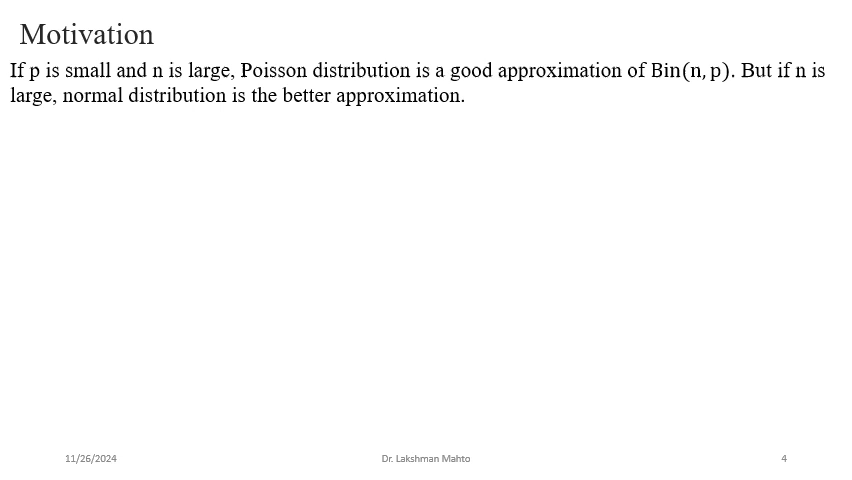 Motivation
If p is small and n is large, Poisson distribution is a good approximation of Bin(n, p). But if n is
large, normal distribution is the better approximation.
11/26/2024
Dr. Lakshman Mahto
4